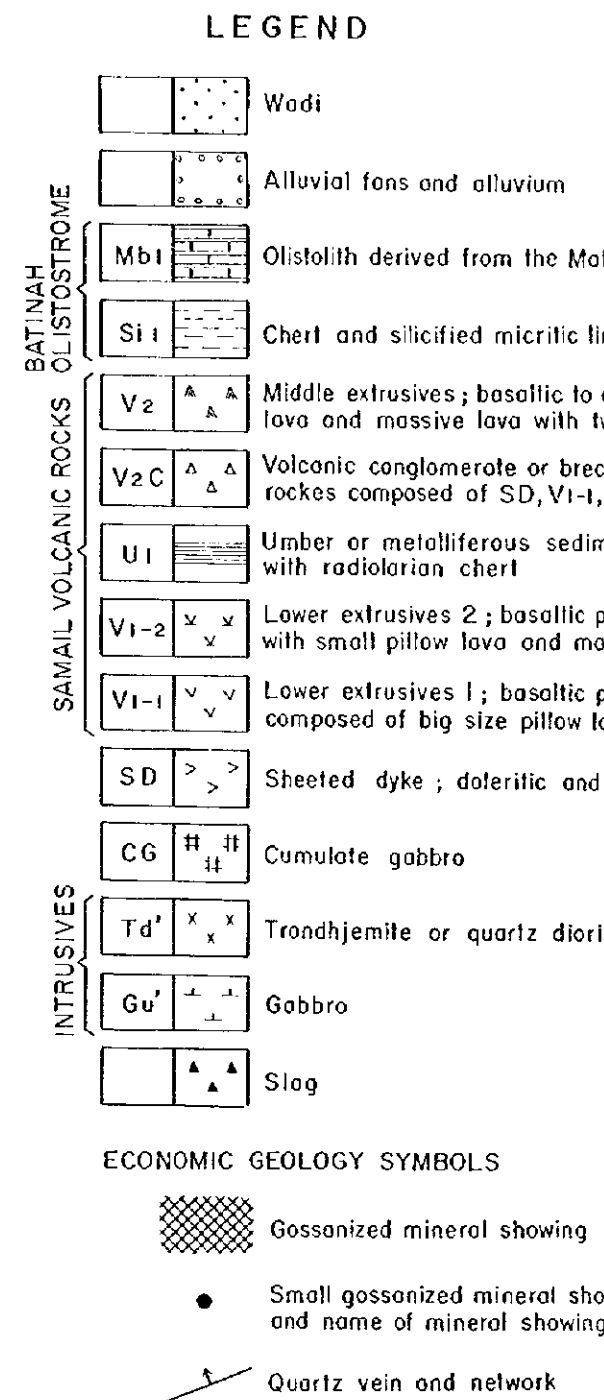 LEGEND
Wadi
Alluvial fans and alluvium
BATINAH
OLISTOSTROME
Mb1
Olistolith derived from the
Si1
Chert and silicified micritic
SAMAIL VOLCANIC ROCKS
V2
Middle extrusives; basaltic to
lava and massive lava with
V2C
Volcanic conglomerate or
rockes composed of SD, V1-1,
U1
Umber or metalliferous
with radiolarian chert
V1-2
Lower extrusives 2; basaltic
with small pillow lava and
V1-1
Lower extrusives 1; basaltic
composed of big size pillow
SD
Sheeted dyke; doleritic and
CG
Cumulate gabbro
INTRUSIVES
Td'
Trondhjemite or quartz
Gu'
Gabbro
Slag
ECONOMIC GEOLOGY SYMBOLS
Gossanized mineral showing
Small gossanized mineral
and name of mineral showing
Quartz vein and network